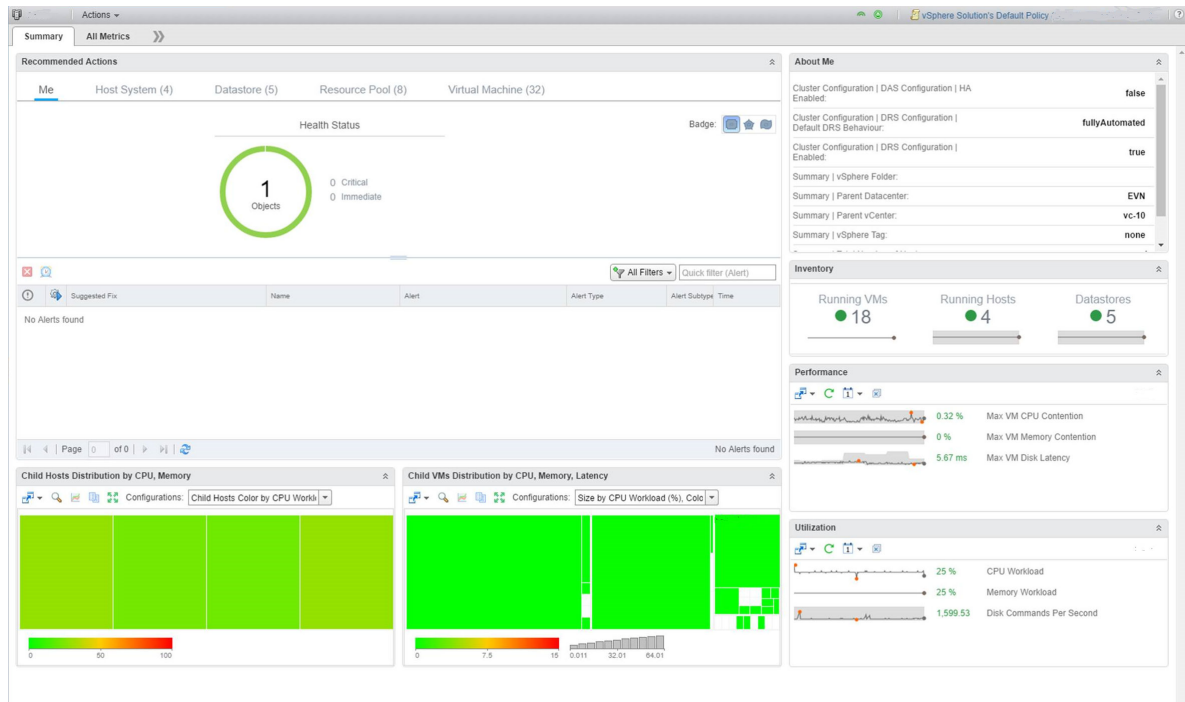 Actions
vSphere Solution's Default Policy
Summary
All Metrics
Recommended Actions
Me
Host System (4)
Datastore (5)
Resource Pool (8)
Virtual Machine (32)
Health Status
Badge:
1
Objects
0 Critical
0 Immediate
All Filters
Quick filter (Alert)
Suggested Fix
Name
Alert
Alert Type
Alert Subtype
Time
No Alerts found
Page 0 of 0
No Alerts found
Child Hosts Distribution by CPU, Memory
Configurations:
Child Hosts Color by CPU Workl
0 50 100
Child VMs Distribution by CPU, Memory, Latency
Configurations:
Size by CPU Workload (%), Colo
0 7.5 15
0.011 32.01 64.01
About Me
Cluster Configuration | DAS Configuration | HA
Enabled:
false
Cluster Configuration | DRS Configuration |
Default DRS Behaviour:
fullyAutomated
Cluster Configuration | DRS Configuration |
Enabled:
true
Summary | vSphere Folder:
Summary | Parent Datacenter:
EVN
Summary | Parent vCenter:
vc-10
Summary | vSphere Tag:
none
Inventory
Running VMs
18
Running Hosts
4
Datastores
5
Performance
1
0.32 % Max VM CPU Contention
0 % Max VM Memory Contention
5.67 ms Max VM Disk Latency
Utilization
1
25 % CPU Workload
25 % Memory Workload
1,599.53 Disk Commands Per Second